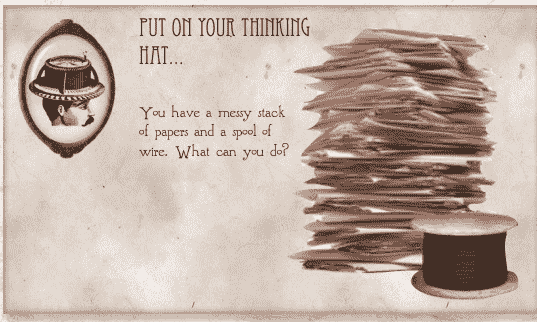 PUT ON YOUR THINKING
HAT...
You have a messy stack
of papers and a spool of
wire. What can you do?